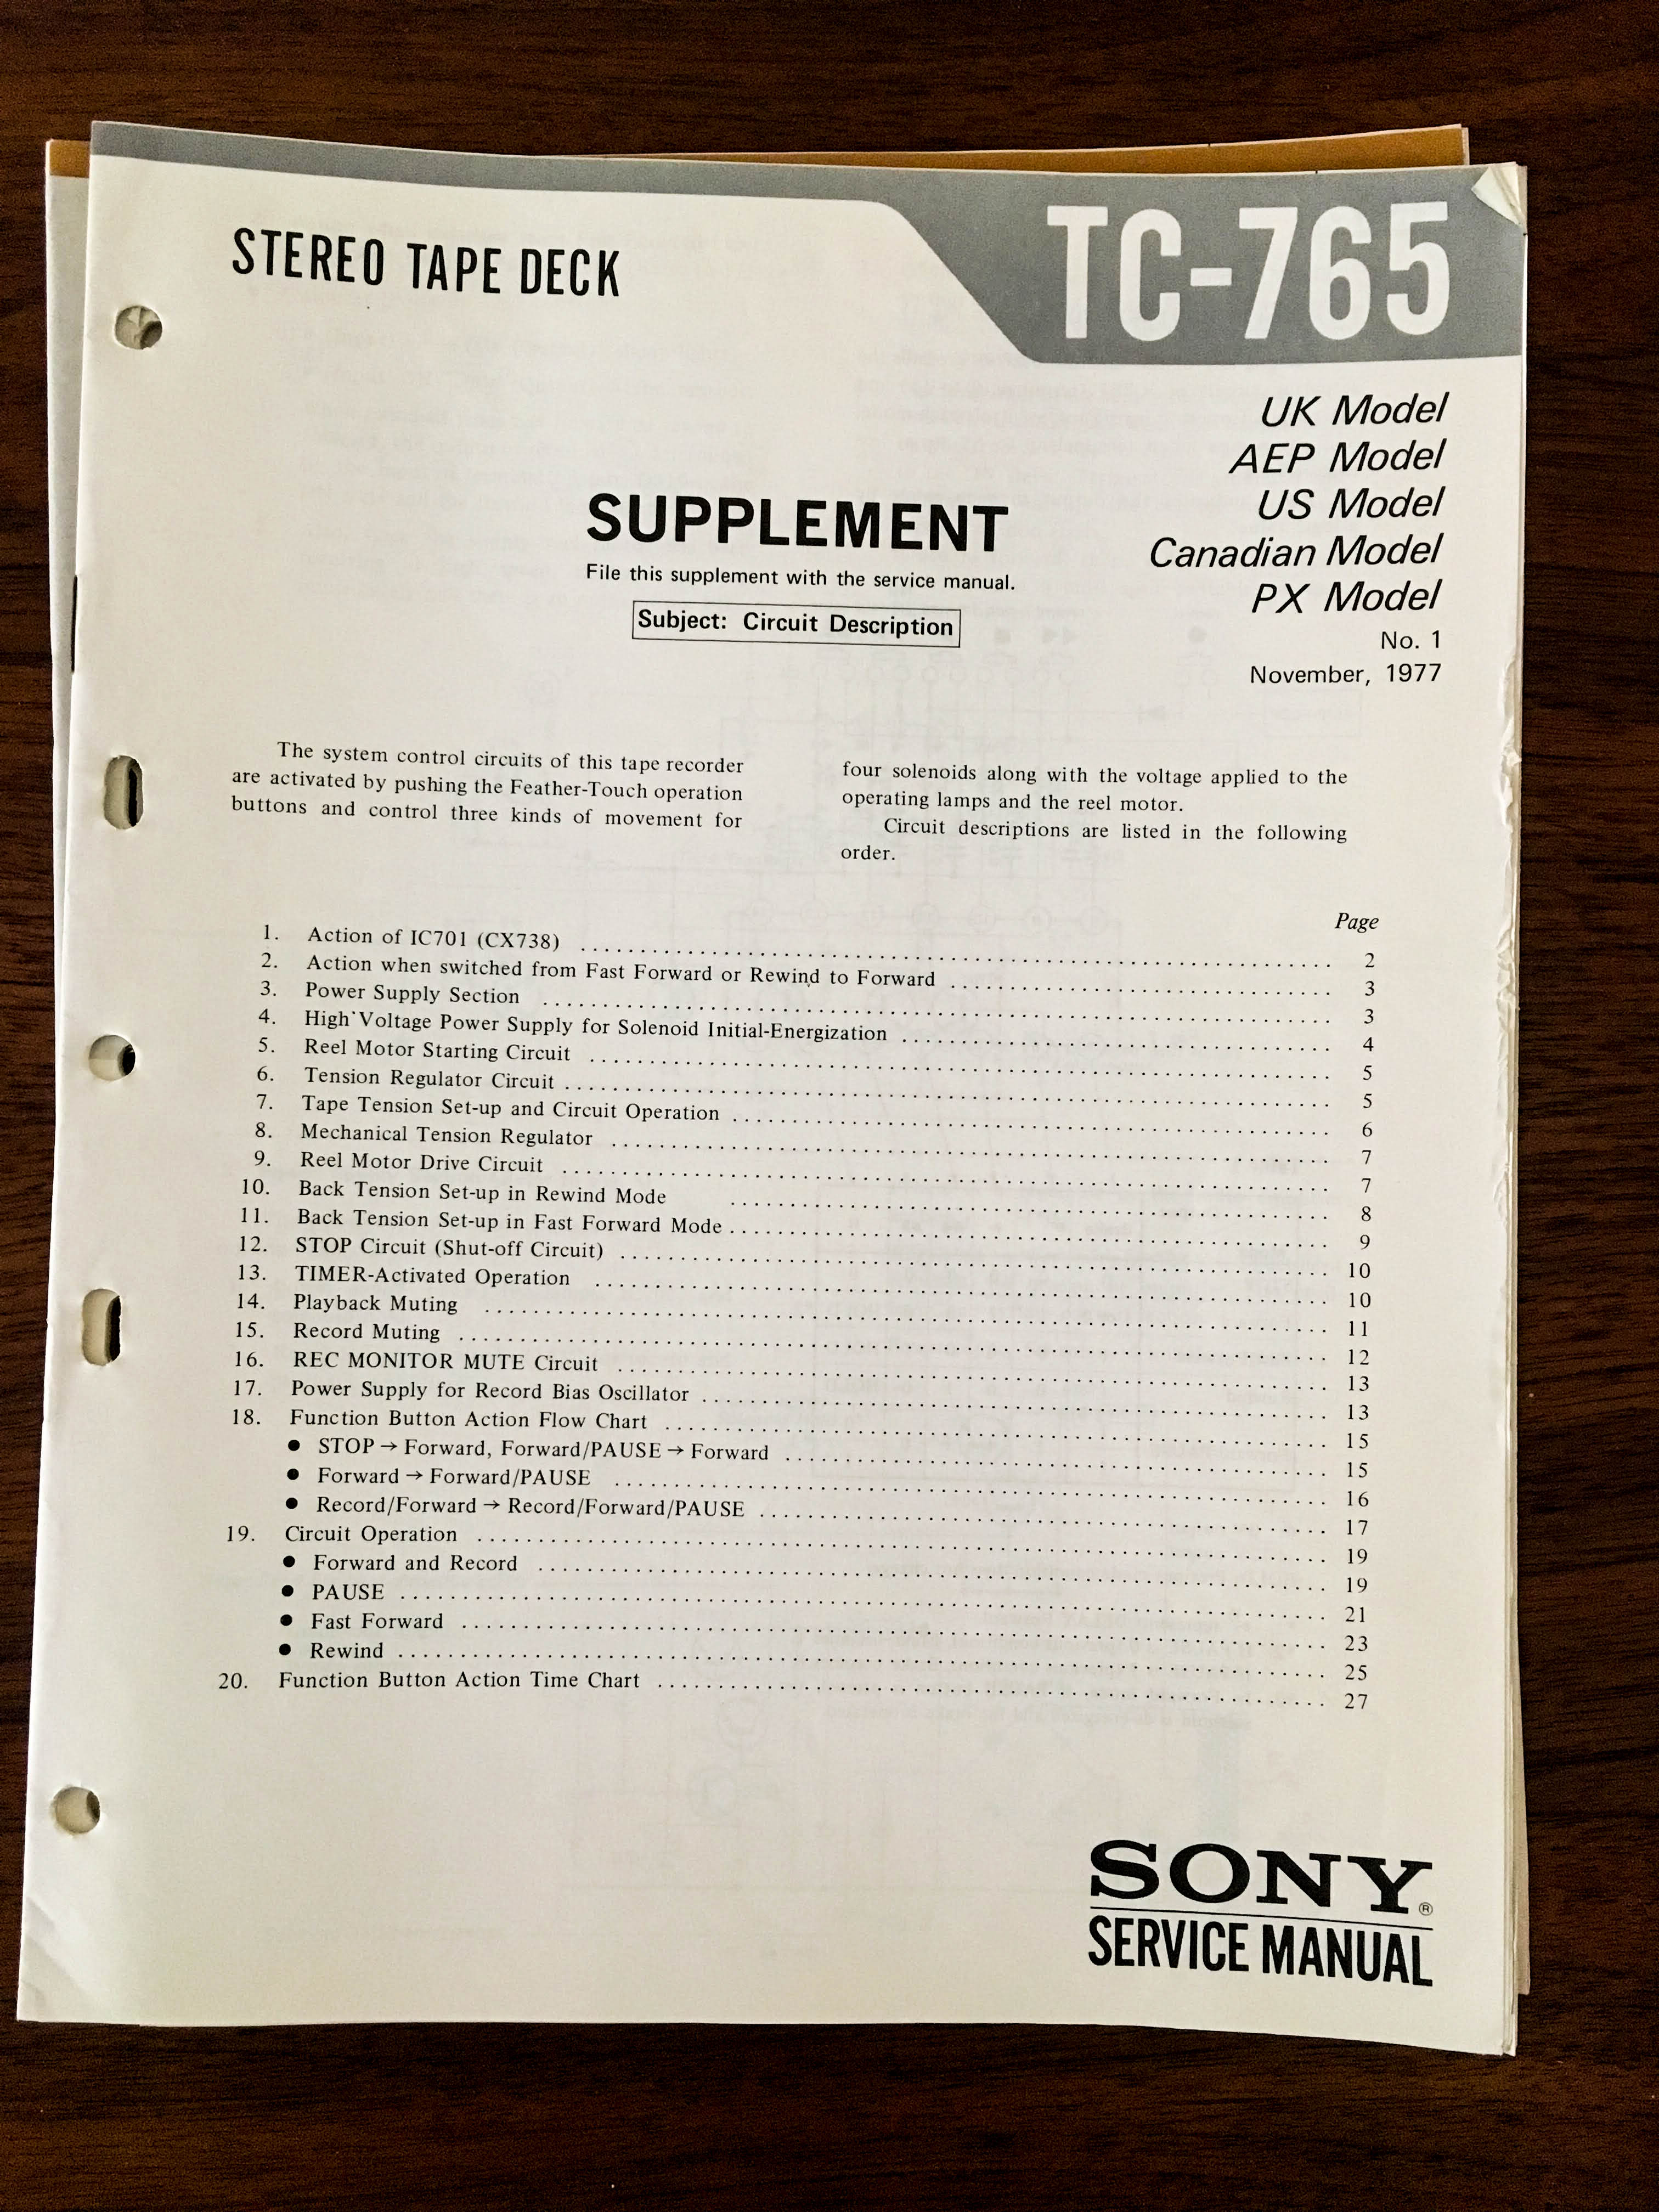 STEREO TAPE DECK
TC-765
UK Model
AEP Model
US Model
Canadian Model
PX Model
No. 1
November, 1977
SUPPLEMENT
File this supplement with the service manual.
Subject: Circuit Description
The system control circuits of this tape recorder
are activated by pushing the Feather-Touch operation
buttons and control three kinds of movement for
four solenoids along with the voltage applied to the
operating lamps and the reel motor.
Circuit descriptions are listed in the following
order.
Page
1. Action of IC701 (CX738) ........ 2
2. Action when switched from Fast Forward or Rewind to Forward ........ 3
3. Power Supply Section ........ 3
4. High Voltage Power Supply for Solenoid Initial-Energization ........ 4
5. Reel Motor Starting Circuit ........ 5
6. Tension Regulator Circuit ........ 5
7. Tape Tension Set-up and Circuit Operation ........ 6
8. Mechanical Tension Regulator ........ 7
9. Reel Motor Drive Circuit ........ 7
10. Back Tension Set-up in Rewind Mode ........ 8
11. Back Tension Set-up in Fast Forward Mode ........ 9
12. STOP Circuit (Shut-off Circuit) ........ 10
13. TIMER-Activated Operation ........ 10
14. Playback Muting ........ 11
15. Record Muting ........ 12
16. REC MONITOR MUTE Circuit ........ 13
17. Power Supply for Record Bias Oscillator ........ 13
18. Function Button Action Flow Chart ........ 15
● STOP → Forward, Forward/PAUSE → Forward ........ 15
● Forward → Forward/PAUSE ........ 16
● Record/Forward → Record/Forward/PAUSE ........ 17
19. Circuit Operation ........ 19
● Forward and Record ........ 19
● PAUSE ........ 21
● Fast Forward ........ 23
● Rewind ........ 25
20. Function Button Action Time Chart ........ 27
SONY®
SERVICE MANUAL